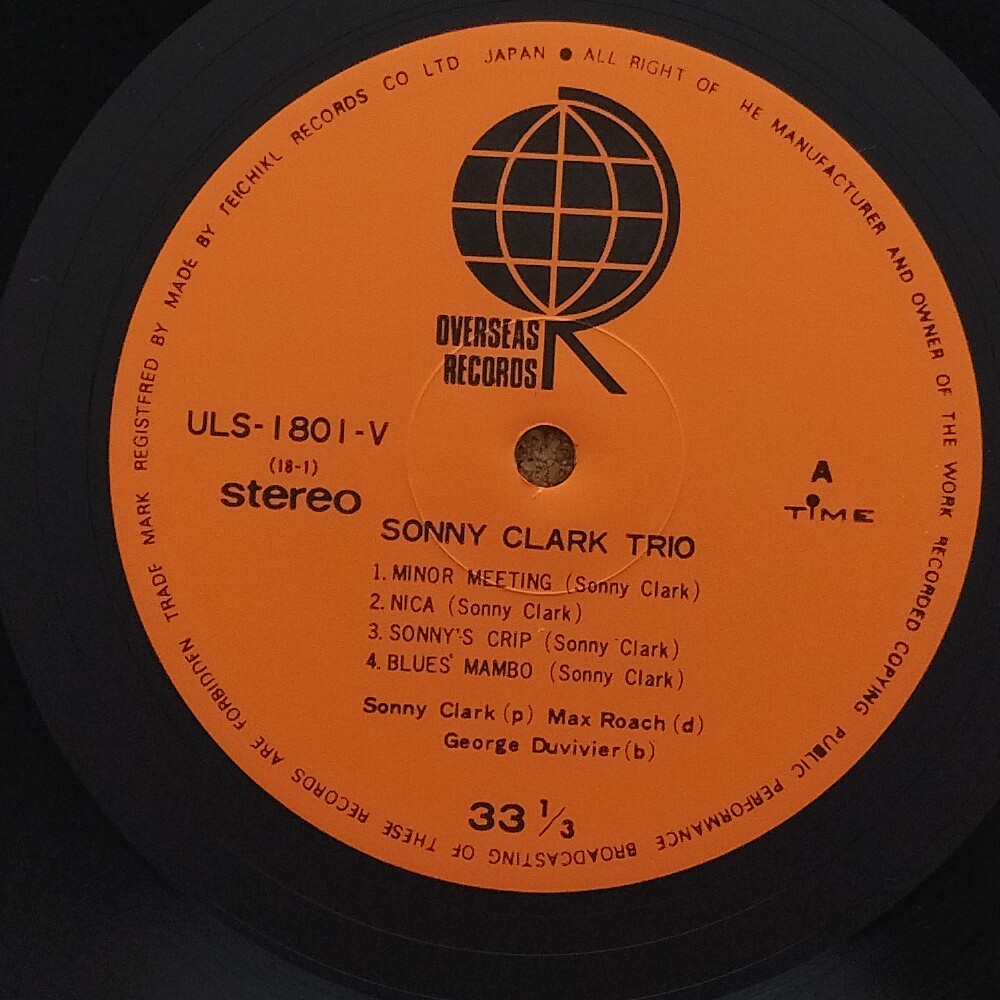 TRADE MARK REGISTERED BY MADE BY TEICHIKL RECORDS CO LTD JAPAN ● ALL RIGHT OF HE MANUFACTURER AND OWNER OF THE WORK RECORDED COPYING PUBLIC PERFORMANCE BROADCASTING OF THESE RECORDS ARE FORBIDDEN
OVERSEAS
RECORDS
ULS-1801-V
(18-1)
stereo
A
TIME
SONNY CLARK TRIO
1. MINOR MEETING (Sonny Clark)
2. NICA (Sonny Clark)
3. SONNY'S CRIP (Sonny Clark)
4. BLUES' MAMBO (Sonny Clark)
Sonny Clark (p) Max Roach (d)
George Duvivier (b)
33 1/3